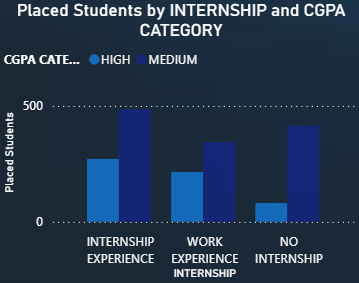 Placed Students by INTERNSHIP and CGPA
CATEGORY
CGPA CATE... HIGH MEDIUM
Placed Students
500
0
INTERNSHIP EXPERIENCE
WORK EXPERIENCE
NO INTERNSHIP
INTERNSHIP